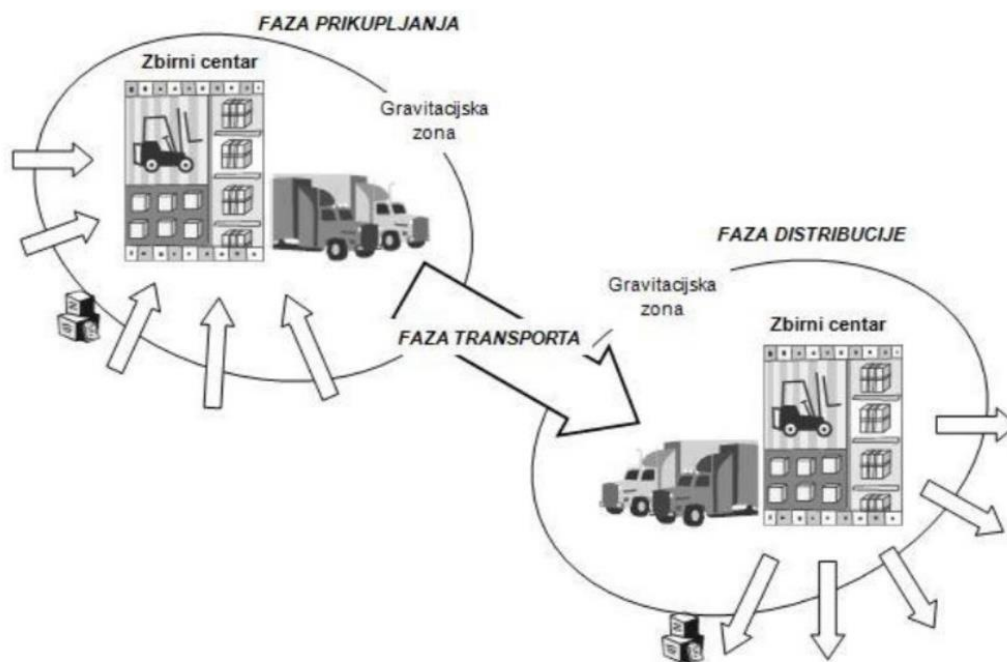 FAZA PRIKUPLJANJA
Zbirni centar
Gravitacijska
zona
FAZA TRANSPORTA
FAZA DISTRIBUCIJE
Gravitacijska
zona
Zbirni centar